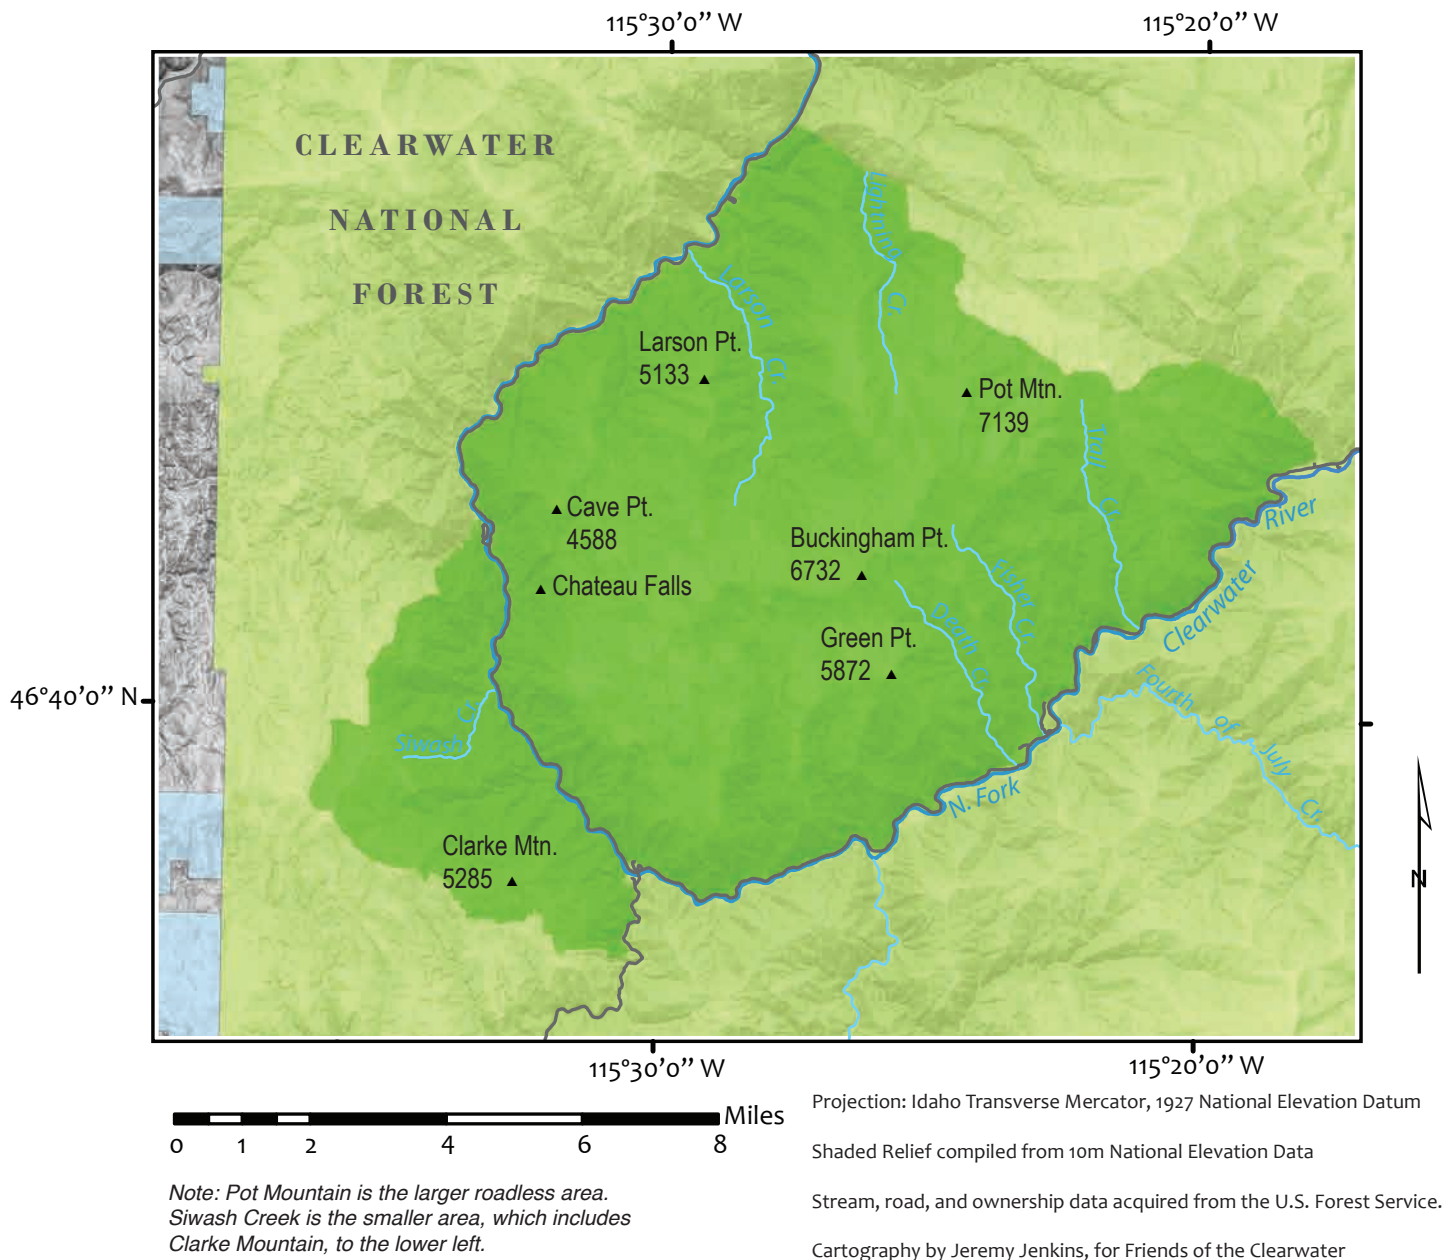 115°30'0'' W
115°20'0'' W
CLEARWATER
NATIONAL
FOREST
Lightning Cr.
Larson Cr.
Larson Pt.
5133
Pot Mtn.
7139
Trail Cr.
River
Cave Pt.
4588
Buckingham Pt.
6732
Chateau Falls
Fisher Cr.
Clearwater
Death Cr.
Green Pt.
5872
46°40'0'' N
Fourth of July Cr.
Siwash Cr.
N. Fork
Clarke Mtn.
5285
N
115°30'0'' W
115°20'0'' W
Miles
0 1 2 4 6 8
Projection: Idaho Transverse Mercator, 1927 National Elevation Datum
Shaded Relief compiled from 10m National Elevation Data
Stream, road, and ownership data acquired from the U.S. Forest Service.
Cartography by Jeremy Jenkins, for Friends of the Clearwater
Note: Pot Mountain is the larger roadless area.
Siwash Creek is the smaller area, which includes
Clarke Mountain, to the lower left.